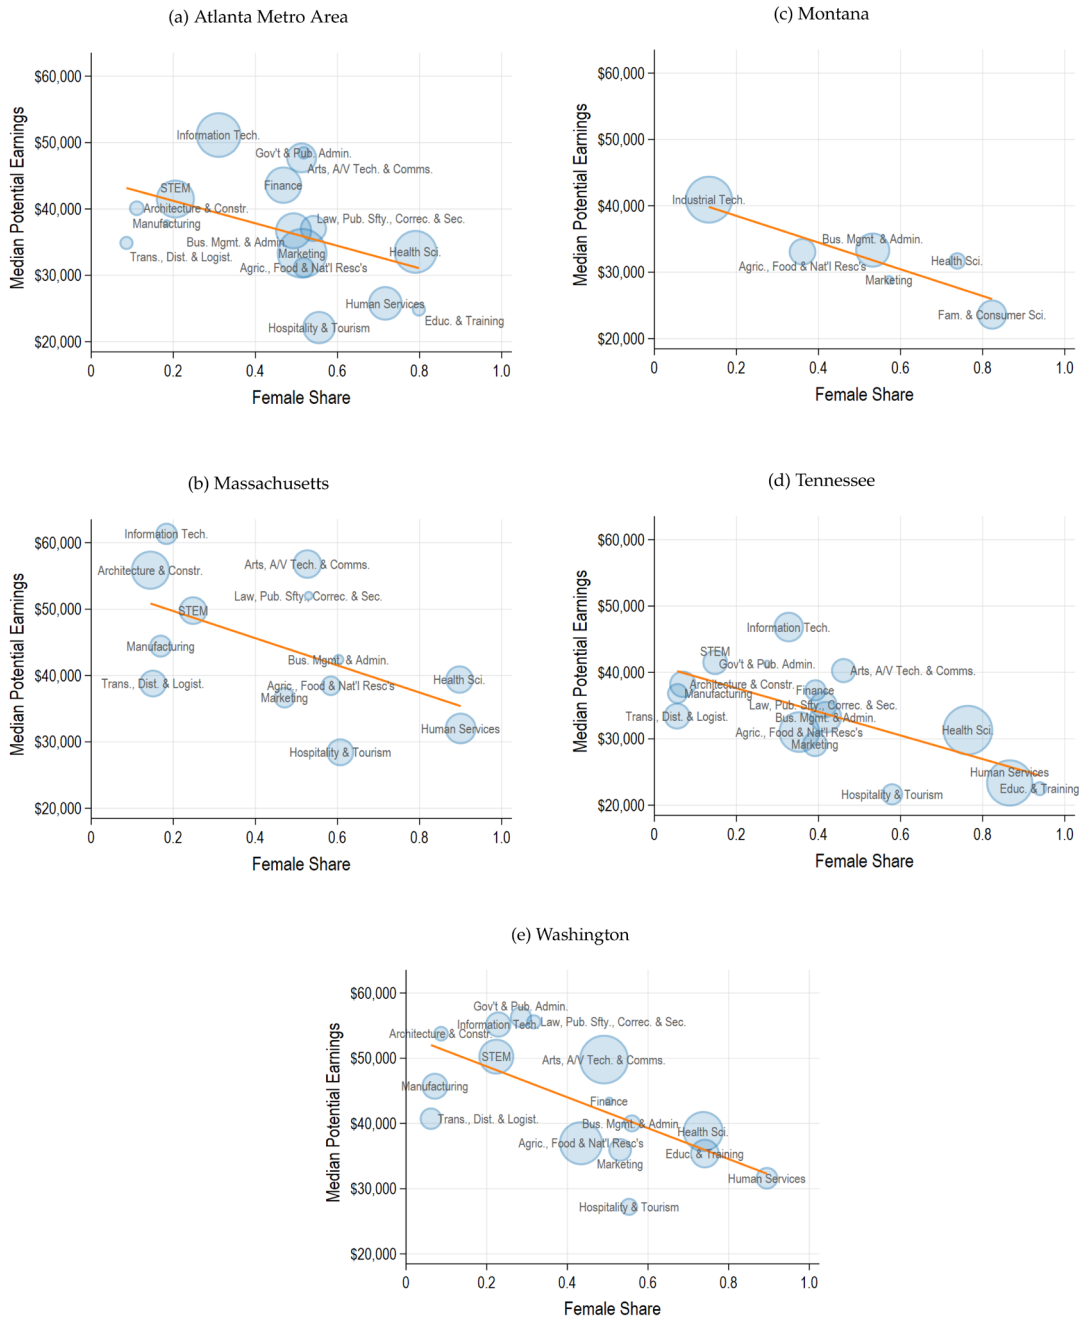 (a) Atlanta Metro Area
Median Potential Earnings
$60,000
$50,000
$40,000
$30,000
$20,000
Information Tech.
Gov't & Pub. Admin.
Arts, A/V Tech. & Comms.
Finance
STEM
Architecture & Constr.
Manufacturing
Law, Pub. Sfty., Correc. & Sec.
Bus. Mgmt. & Admin.
Trans., Dist. & Logist.
Marketing
Health Sci.
Agric., Food & Nat'l Resc's
Human Services
Educ. & Training
Hospitality & Tourism
0 0.2 0.4 0.6 0.8 1.0
Female Share
(c) Montana
Median Potential Earnings
$60,000
$50,000
$40,000
$30,000
$20,000
Industrial Tech.
Bus. Mgmt. & Admin.
Agric., Food & Nat'l Resc's
Health Sci.
Marketing
Fam. & Consumer Sci.
0 0.2 0.4 0.6 0.8 1.0
Female Share
(b) Massachusetts
Median Potential Earnings
$60,000
$50,000
$40,000
$30,000
$20,000
Information Tech.
Architecture & Constr.
Arts, A/V Tech. & Comms.
Law, Pub. Sfty., Correc. & Sec.
STEM
Manufacturing
Bus. Mgmt. & Admin.
Trans., Dist. & Logist.
Agric., Food & Nat'l Resc's
Marketing
Health Sci.
Human Services
Hospitality & Tourism
0 0.2 0.4 0.6 0.8 1.0
Female Share
(d) Tennessee
Median Potential Earnings
$60,000
$50,000
$40,000
$30,000
$20,000
Information Tech.
STEM
Gov't & Pub. Admin.
Arts, A/V Tech. & Comms.
Architecture & Constr.
Finance
Manufacturing
Law, Pub. Sfty., Correc. & Sec.
Trans., Dist. & Logist.
Bus. Mgmt. & Admin.
Agric., Food & Nat'l Resc's
Marketing
Health Sci.
Human Services
Educ. & Training
Hospitality & Tourism
0 0.2 0.4 0.6 0.8 1.0
Female Share
(e) Washington
Median Potential Earnings
$60,000
$50,000
$40,000
$30,000
$20,000
Gov't & Pub. Admin.
Information Tech.
Law, Pub. Sfty., Correc. & Sec.
Architecture & Constr.
STEM
Arts, A/V Tech. & Comms.
Manufacturing
Finance
Trans., Dist. & Logist.
Bus. Mgmt. & Admin.
Health Sci.
Agric., Food & Nat'l Resc's
Educ. & Training
Marketing
Human Services
Hospitality & Tourism
0 0.2 0.4 0.6 0.8 1.0
Female Share